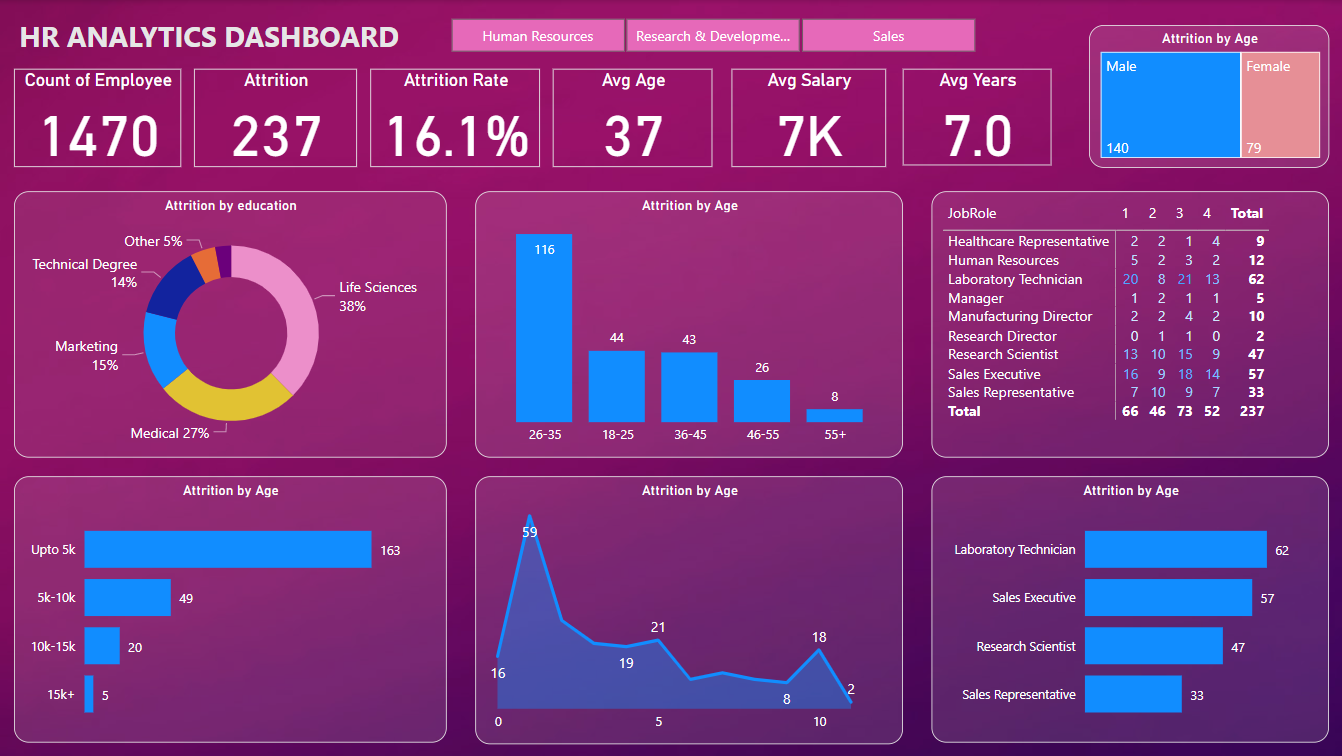 HR ANALYTICS DASHBOARD
Human Resources
Research & Developme...
Sales
Count of Employee
1470
Attrition
237
Attrition Rate
16.1%
Avg Age
37
Avg Salary
7K
Avg Years
7.0
Attrition by Age
Male
Female
140
79
Attrition by education
Other 5%
Technical Degree
14%
Life Sciences
38%
Marketing
15%
Medical 27%
Attrition by Age
116
44
43
26
8
26-35 18-25 36-45 46-55 55+
JobRole 1 2 3 4 Total
Healthcare Representative 2 2 1 4 9
Human Resources 5 2 3 2 12
Laboratory Technician 20 8 21 13 62
Manager 1 2 1 1 5
Manufacturing Director 2 2 4 2 10
Research Director 0 1 1 0 2
Research Scientist 13 10 15 9 47
Sales Executive 16 9 18 14 57
Sales Representative 7 10 9 7 33
Total 66 46 73 52 237
Attrition by Age
Upto 5k 163
5k-10k 49
10k-15k 20
15k+ 5
Attrition by Age
59
21
18
19
16
2
8
0 5 10
Attrition by Age
Laboratory Technician 62
Sales Executive 57
Research Scientist 47
Sales Representative 33